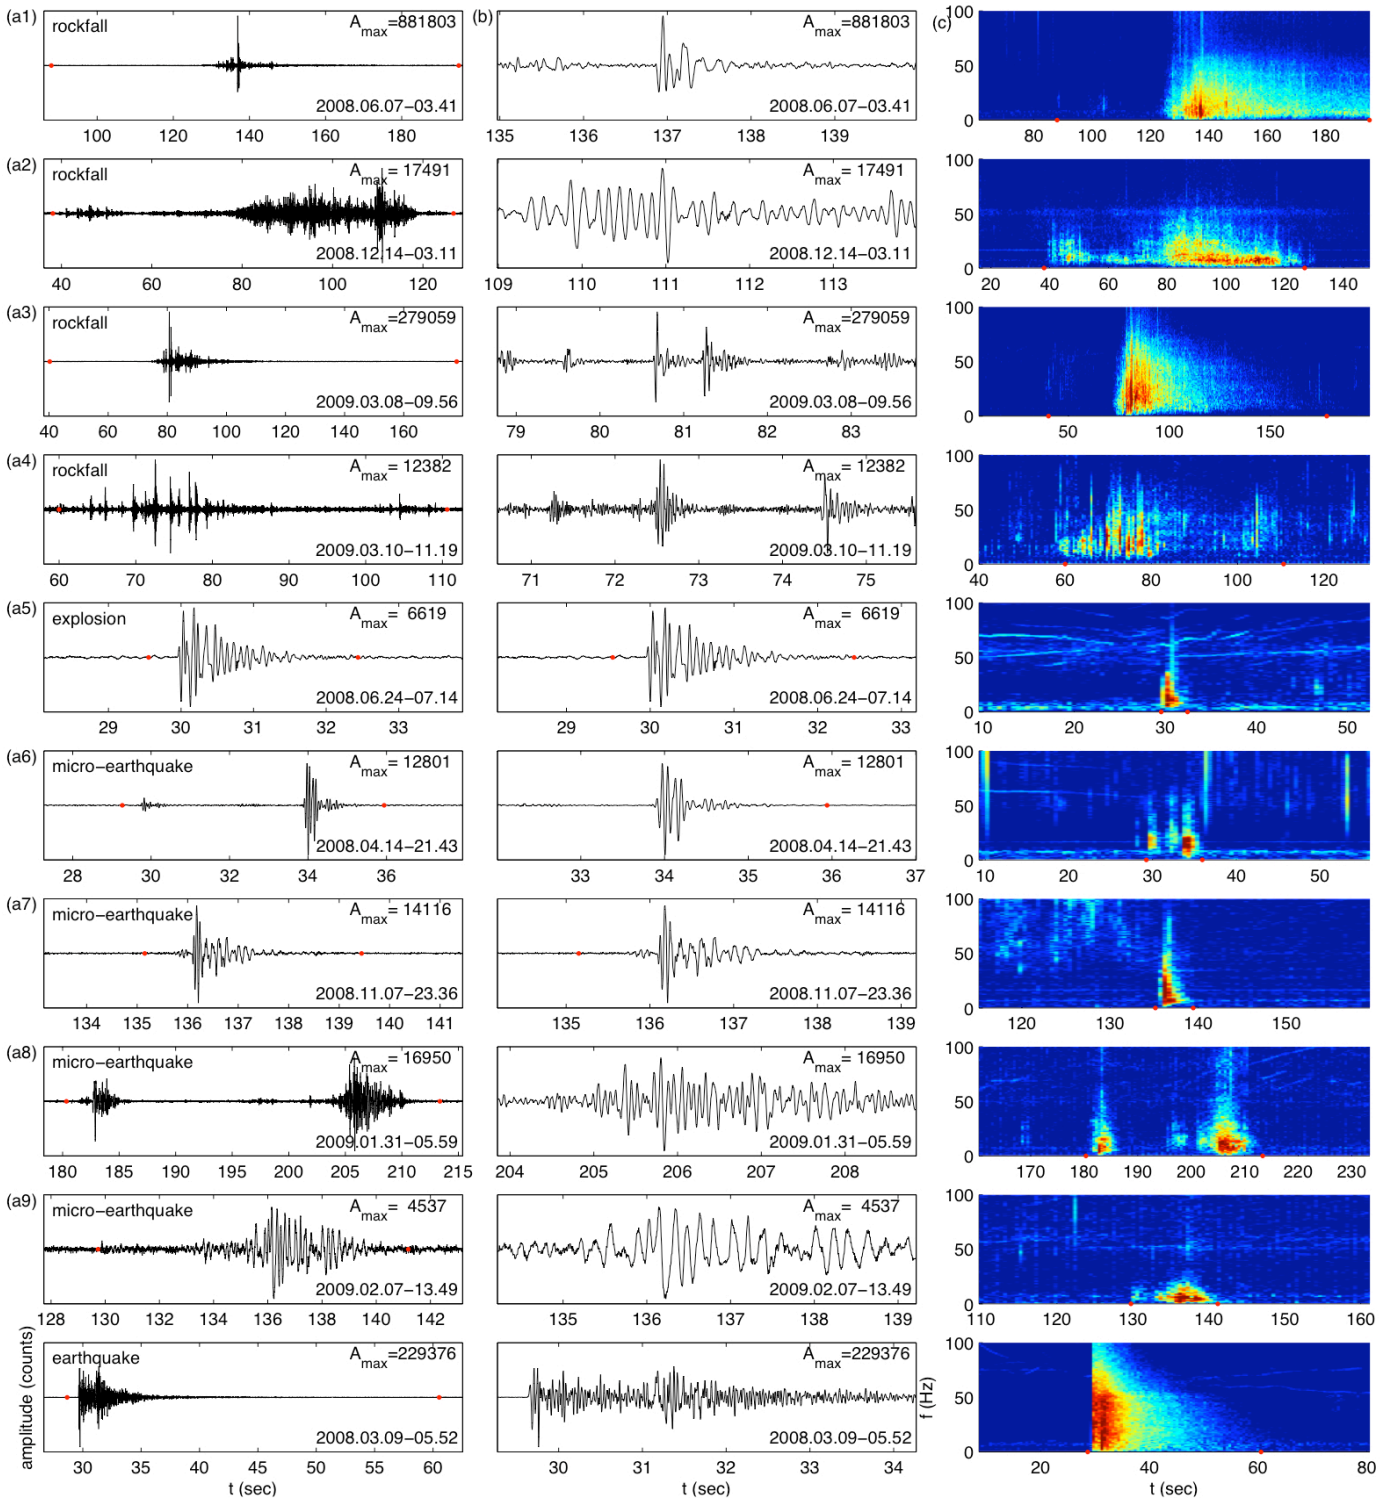 (a1) rockfall A max =881803 (b) A max =881803 (c) 100
50
2008.06.07−03.41 2008.06.07−03.41
0
100 120 140 160 180 135 136 137 138 139 80 100 120 140 160 180
(a2) rockfall A max = 17491 A max = 17491 100
50
2008.12.14−03.11 2008.12.14−03.11
0
40 60 80 100 120 109 110 111 112 113 20 40 60 80 100 120 140
(a3) rockfall A max =279059 A max =279059 100
50
2009.03.08−09.56 2009.03.08−09.56
0
40 60 80 100 120 140 160 79 80 81 82 83 50 100 150
(a4) rockfall A max = 12382 A max = 12382 100
50
2009.03.10−11.19 2009.03.10−11.19
0
60 70 80 90 100 110 71 72 73 74 75 40 60 80 100 120
(a5) explosion A max = 6619 A max = 6619 100
50
2008.06.24−07.14 2008.06.24−07.14
0
29 30 31 32 33 29 30 31 32 33 10 20 30 40 50
(a6) micro−earthquake A max = 12801 A max = 12801 100
50
2008.04.14−21.43 2008.04.14−21.43
0
28 30 32 34 36 33 34 35 36 37 10 20 30 40 50
(a7) micro−earthquake A max = 14116 A max = 14116 100
50
2008.11.07−23.36 2008.11.07−23.36
0
134 135 136 137 138 139 140 141 135 136 137 138 139 120 130 140 150
(a8) micro−earthquake A max = 16950 A max = 16950 100
50
2009.01.31−05.59 2009.01.31−05.59
0
180 185 190 195 200 205 210 215 204 205 206 207 208 170 180 190 200 210 220 230
(a9) micro−earthquake A max = 4537 A max = 4537 100
50
2009.02.07−13.49 2009.02.07−13.49
0
128 130 132 134 136 138 140 142 135 136 137 138 139 110 120 130 140 150 160
earthquake A max =229376 A max =229376 100
50
2008.03.09−05.52 2008.03.09−05.52
0
amplitude (counts)
f (Hz)
30 35 40 45 50 55 60 30 31 32 33 34 20 40 60 80
t (sec) t (sec) t (sec)